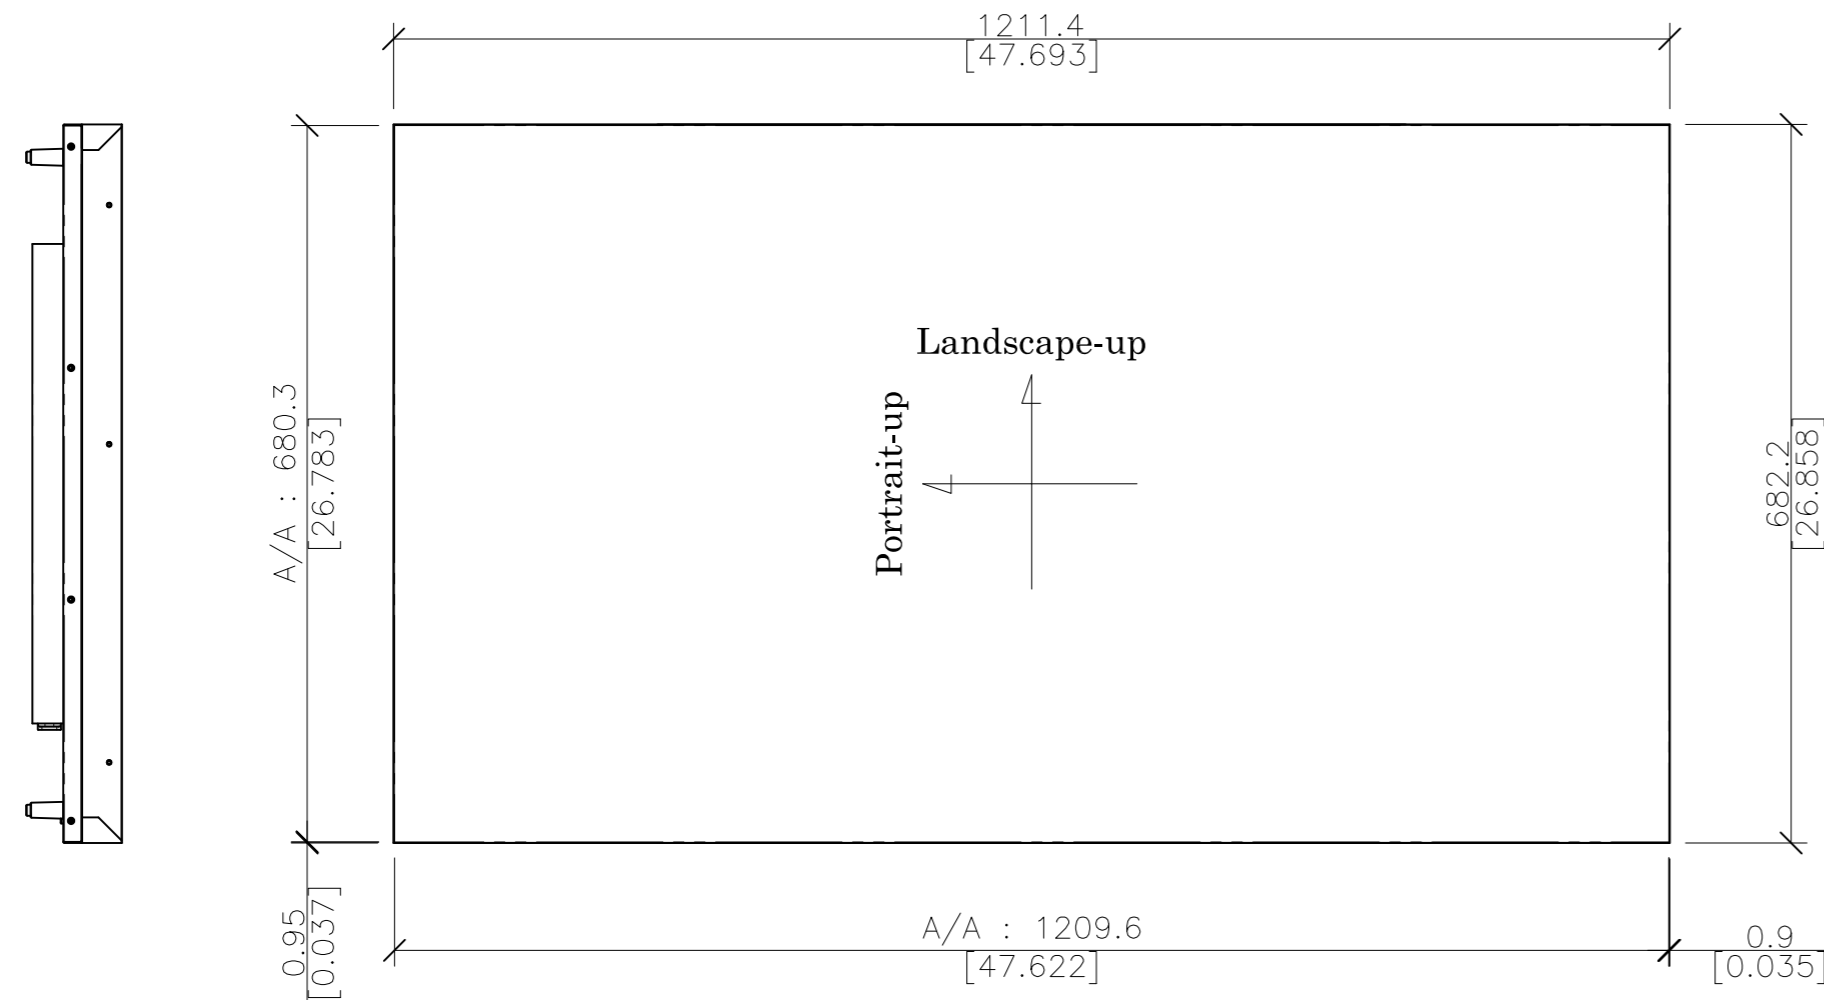 1211.4
[47.693]
Landscape-up
Portrait-up
A/A : 680.3
[26.783]
682.2
[26.858]
0.95
[0.037]
A/A : 1209.6
[47.622]
0.9
[0.035]